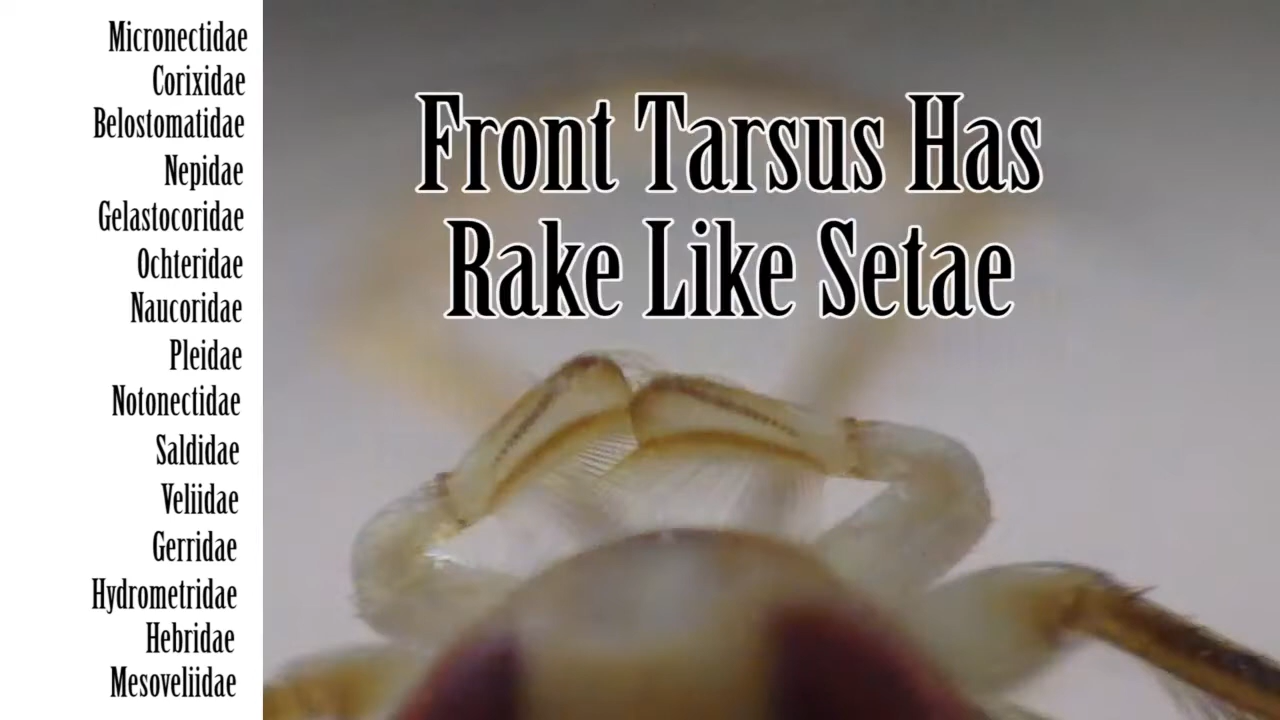 Micronectidae
Corixidae
Belostomatidae
Nepidae
Gelastocoridae
Ochteridae
Naucoridae
Pleidae
Notonectidae
Saldidae
Veliidae
Gerridae
Hydrometridae
Hebridae
Mesoveliidae
Front Tarsus Has
Rake Like Setae